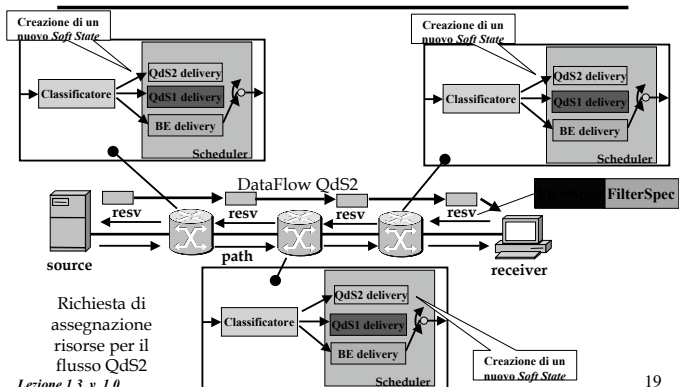 Creazione di un
nuovo Soft State
Classificatore
QdS2 delivery
QdS1 delivery
BE delivery
Scheduler
Creazione di un
nuovo Soft State
Classificatore
QdS2 delivery
QdS1 delivery
BE delivery
Scheduler
DataFlow QdS2
FlowSpec FilterSpec
resv resv resv resv
path
source
receiver
Richiesta di
assegnazione
risorse per il
flusso QdS2
Classificatore
QdS2 delivery
QdS1 delivery
BE delivery
Scheduler
Creazione di un
nuovo Soft State
Lezione 1.3, v. 1.0
19